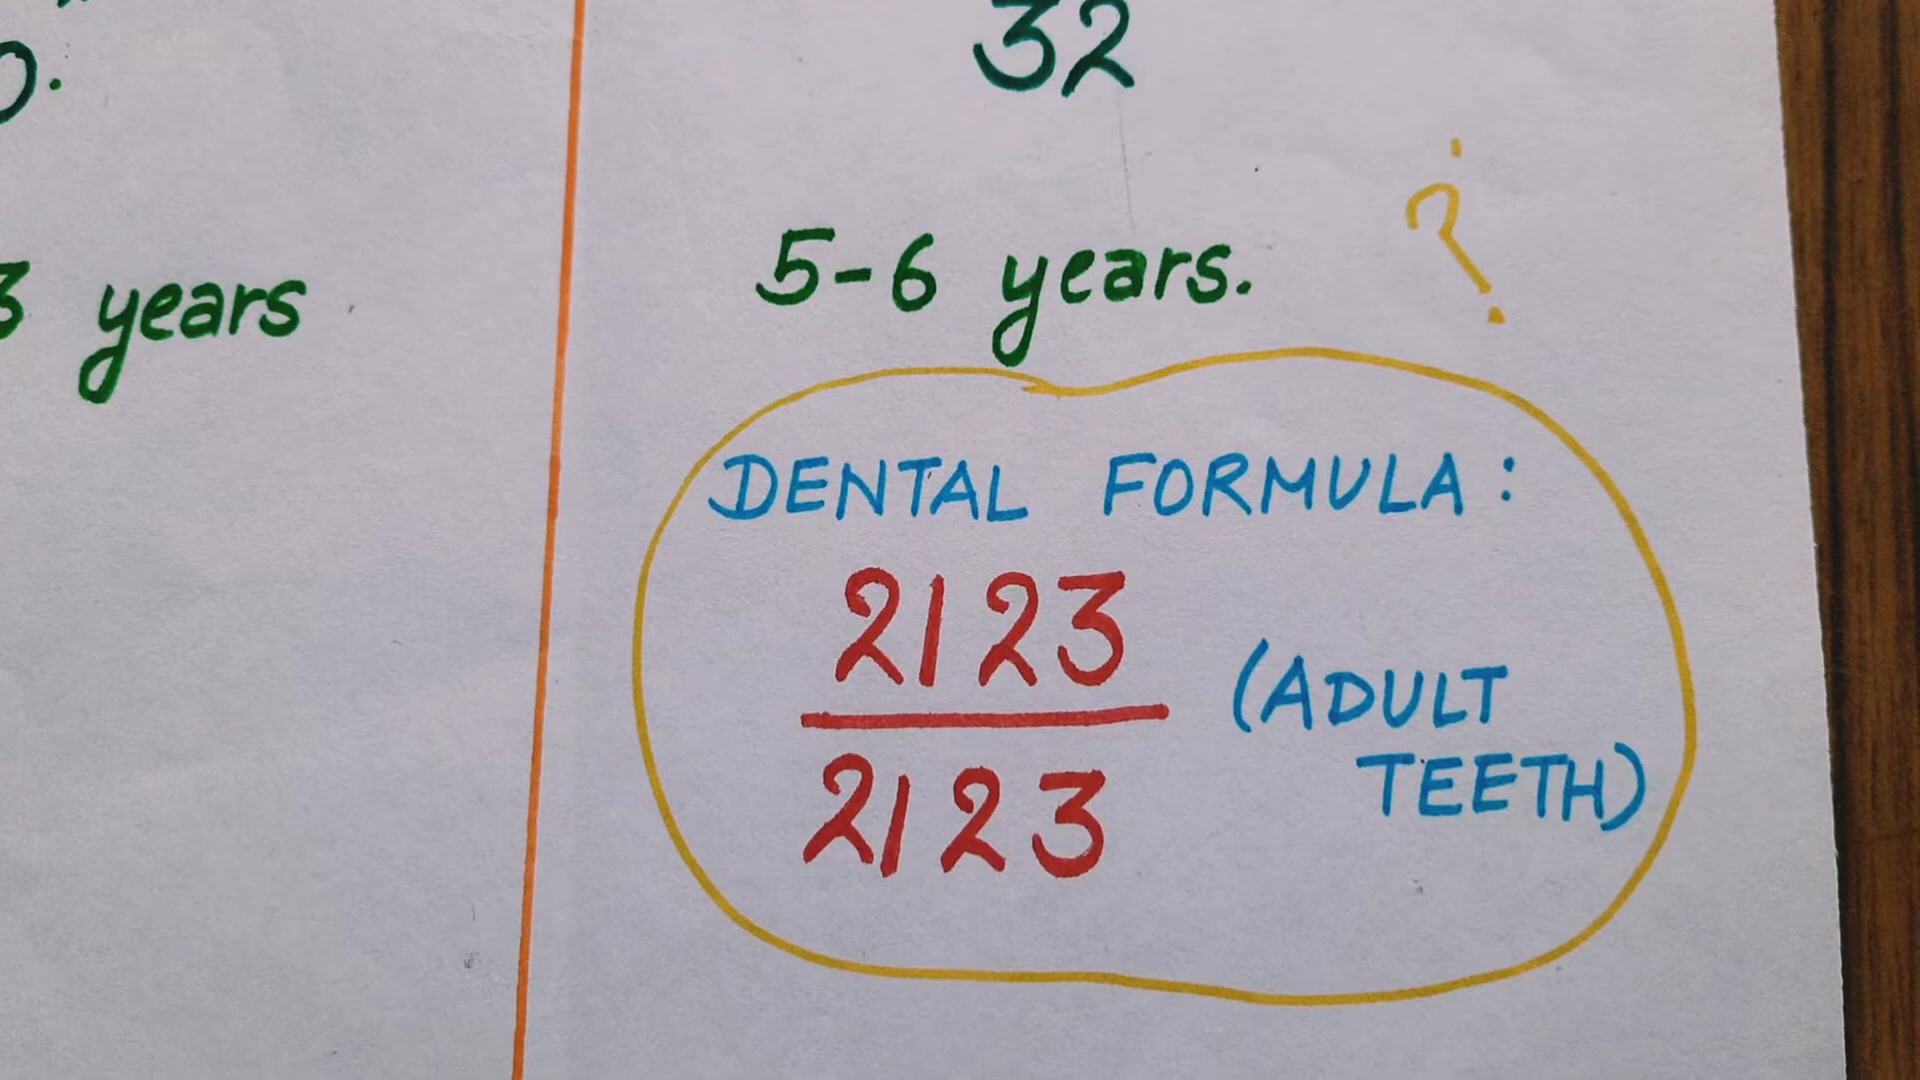 32
years
5-6 years.
?
DENTAL FORMULA:
2123
2123
(ADULT
TEETH)